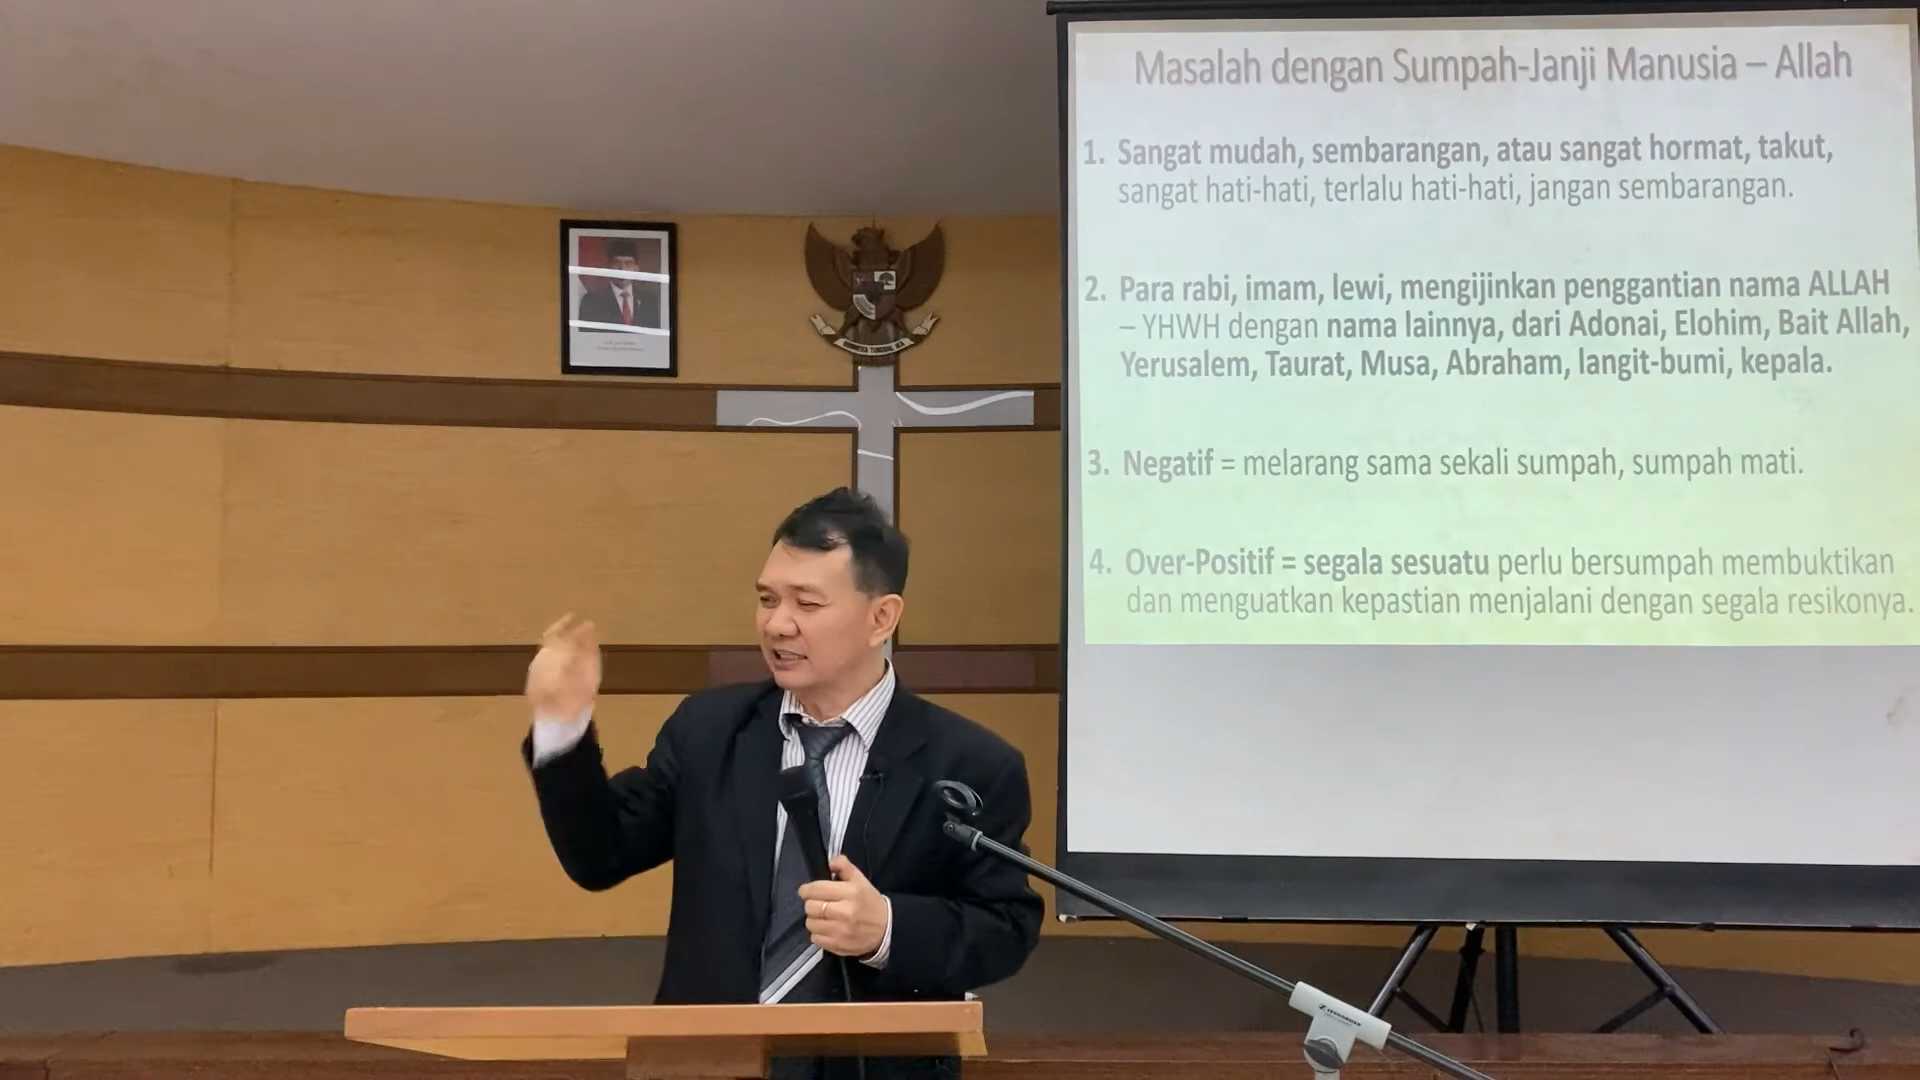 Masalah dengan Sumpah-Janji Manusia – Allah
1. Sangat mudah, sembarangan, atau sangat hormat, takut,
sangat hati-hati, terlalu hati-hati, jangan sembarangan.
2. Para rabi, imam, lewi, mengijinkan penggantian nama ALLAH
– YHWH dengan nama lainnya, dari Adonai, Elohim, Bait Allah,
Yerusalem, Taurat, Musa, Abraham, langit-bumi, kepala.
3. Negatif = melarang sama sekali sumpah, sumpah mati.
4. Over-Positif = segala sesuatu perlu bersumpah membuktikan
dan menguatkan kepastian menjalani dengan segala resikonya.